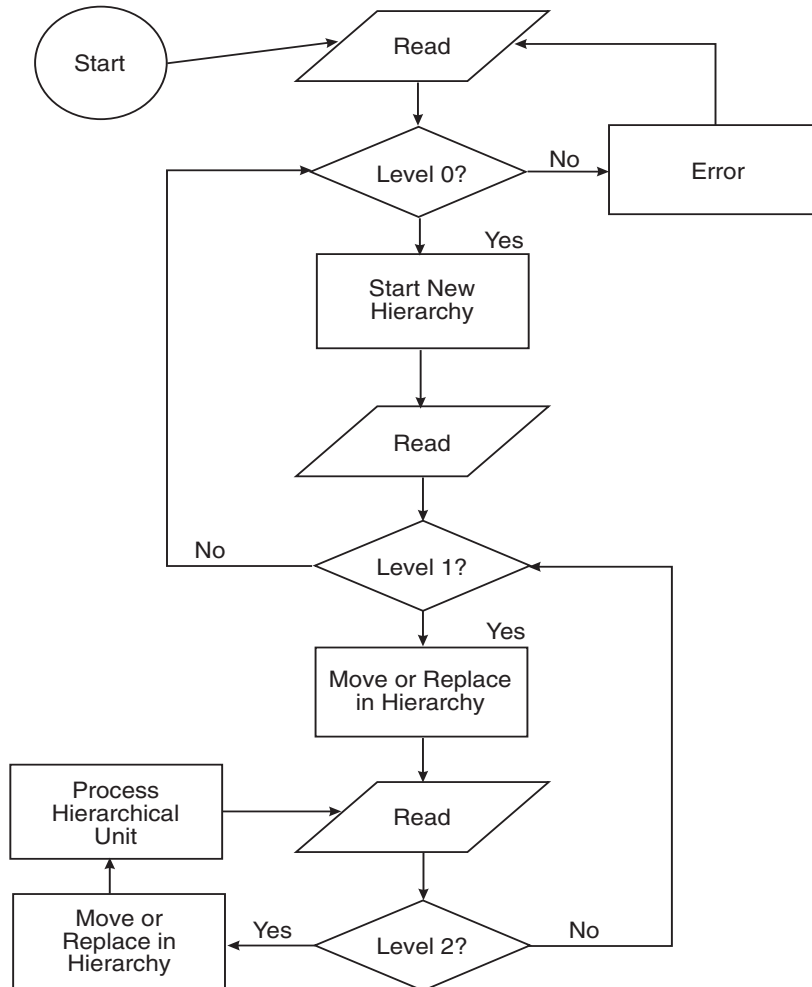 Start
Read
Level 0?
No
Error
Yes
Start New
Hierarchy
Read
No
Level 1?
Yes
Move or Replace
in Hierarchy
Process
Hierarchical
Unit
Read
Move or
Replace in
Hierarchy
Yes
Level 2?
No